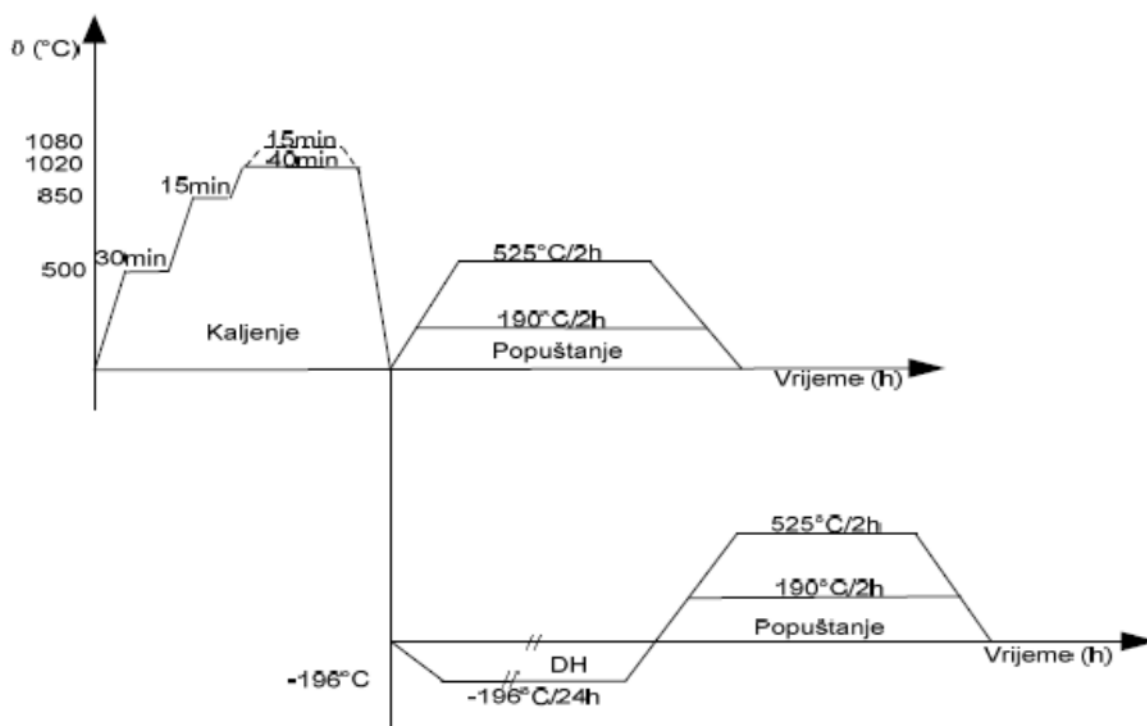 ϑ (°C)
1080
1020
850
500
15min
40min
15min
30min
Kaljenje
525°C/2h
190°C/2h
Popuštanje
Vrijeme (h)
525°C/2h
190°C/2h
Popuštanje
Vrijeme (h)
DH
-196°C
-196°C/24h